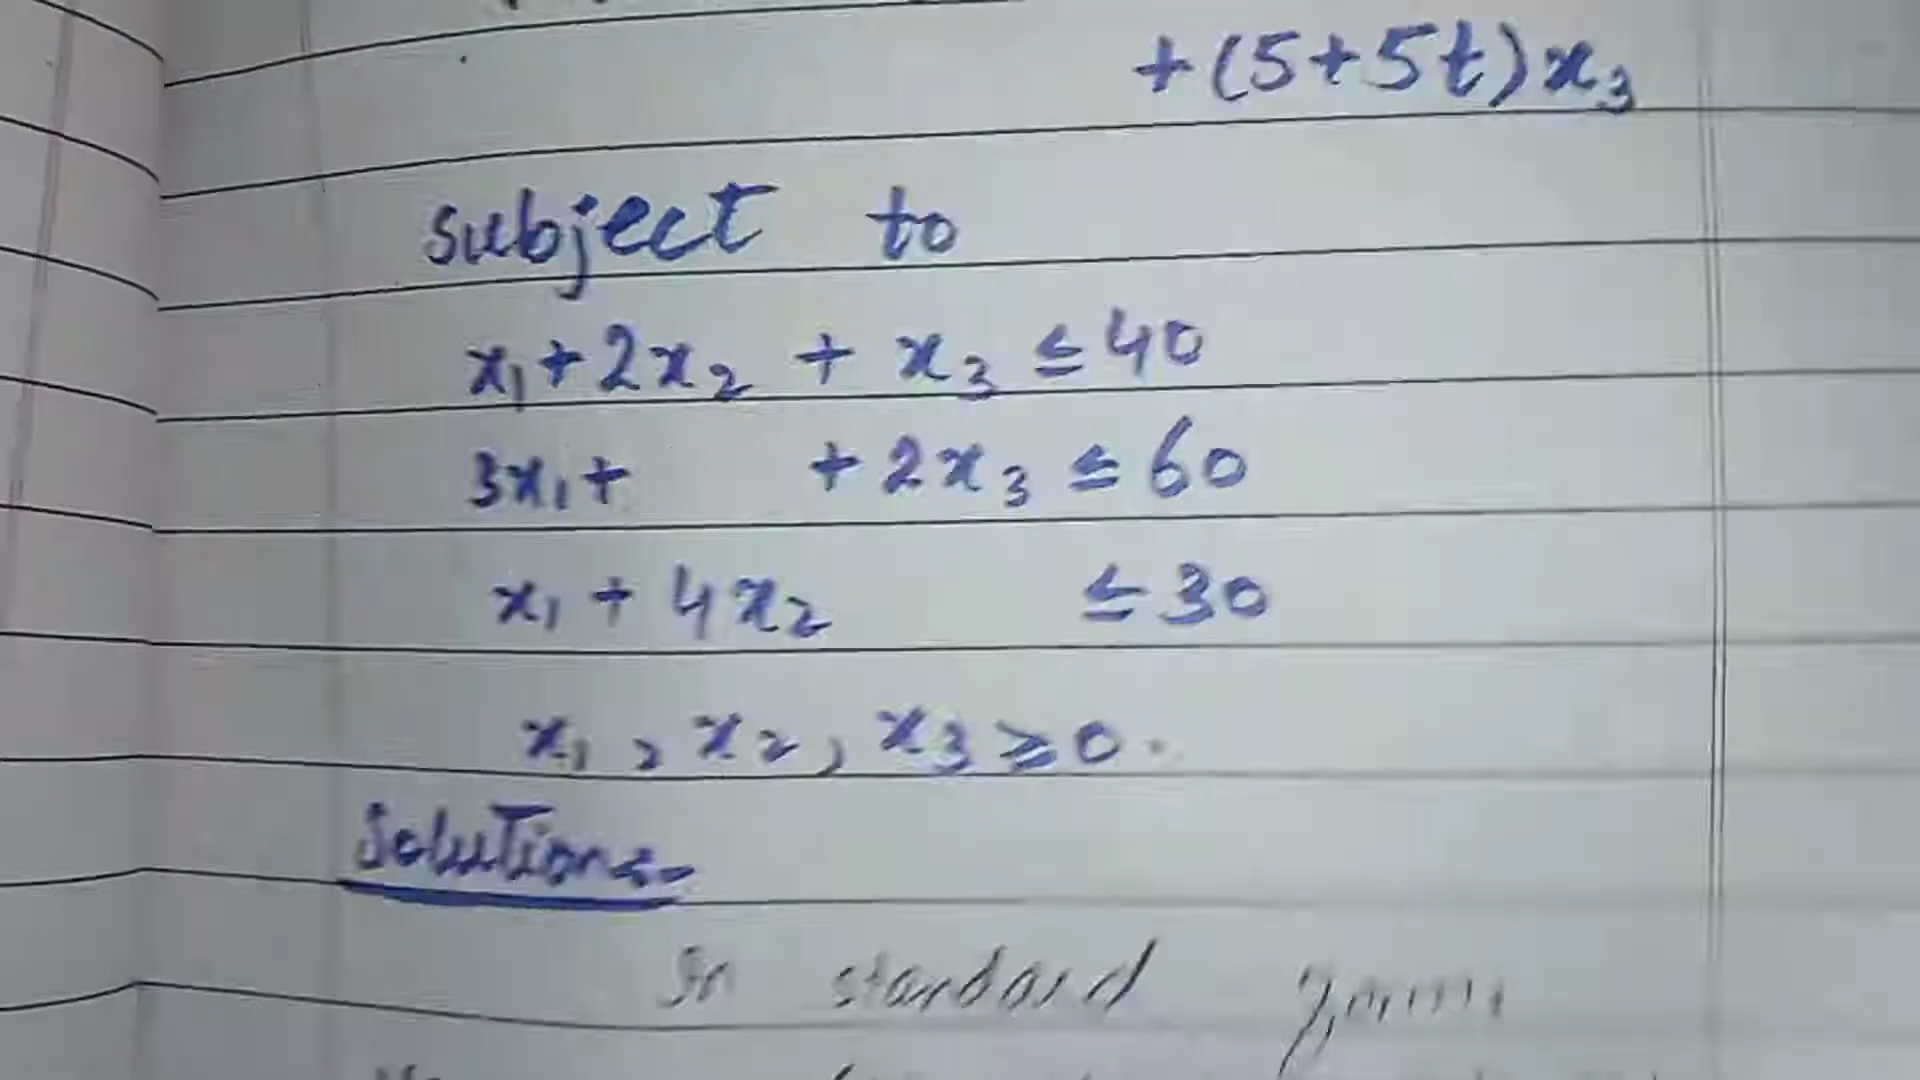 +(5+5t)x₃
subject to
x₁+2x₂ + x₃ ≤ 40
3x₁+ +2x₃ ≤ 60
x₁ + 4x₂ ≤ 30
x₁, x₂, x₃ ≥ 0.
Solution:-
In standard form